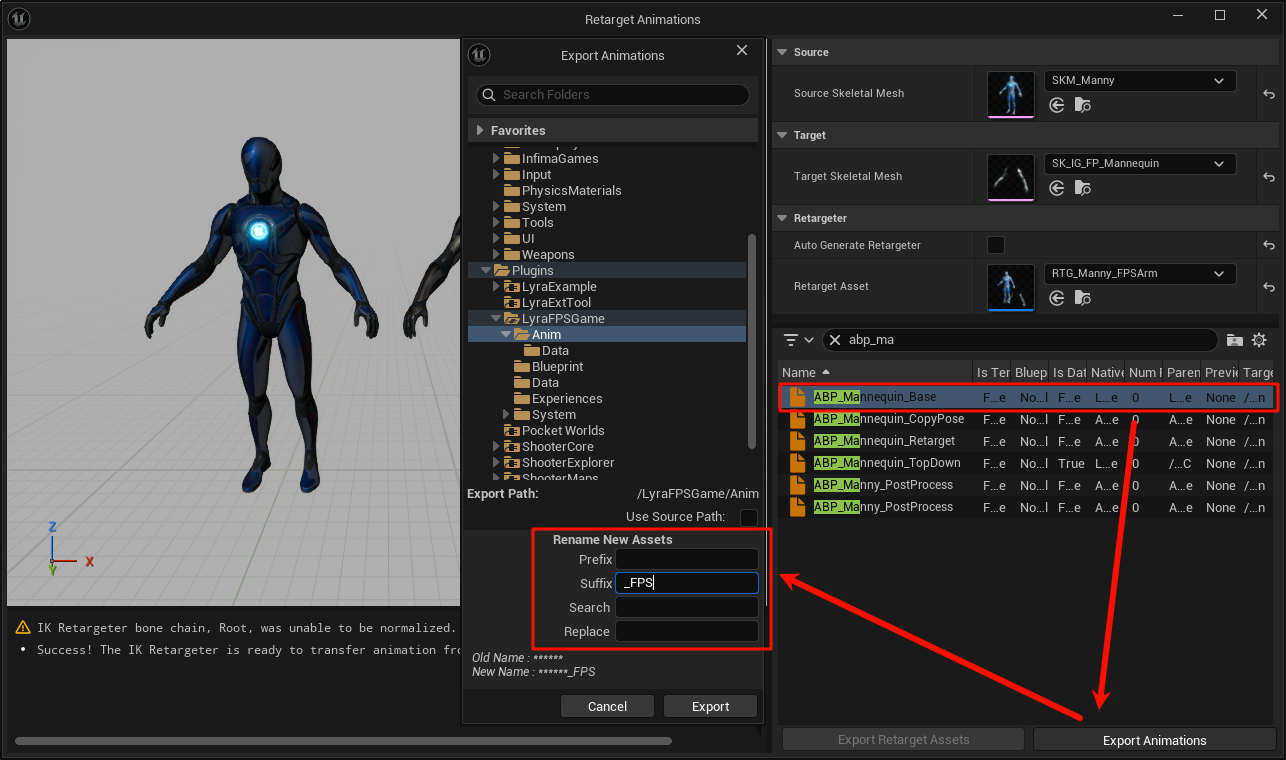 Retarget Animations
Export Animations
Search Folders
Favorites
InfimaGames
Input
PhysicsMaterials
System
Tools
UI
Weapons
Plugins
LyraExample
LyraExtTool
LyraFPSGame
Anim
Data
Blueprint
Data
Experiences
System
Pocket Worlds
ShooterCore
ShooterExplorer
ShooterMaps
Export Path: /LyraFPSGame/Anim
Use Source Path:
Rename New Assets
Prefix
Suffix _FPS
Search
Replace
Old Name : ******
New Name : ******_FPS
Cancel Export
Z
X
Y
IK Retargeter bone chain, Root, was unable to be normalized.
• Success! The IK Retargeter is ready to transfer animation fro
Source
Source Skeletal Mesh SKM_Manny
Target
Target Skeletal Mesh SK_IG_FP_Mannequin
Retargeter
Auto Generate Retargeter
Retarget Asset RTG_Manny_FPSArm
abp_ma
Name Is Ter Bluep Is Dat Native Num Paren Previe Targe
ABP_Mannequin_Base F...e No...l F...e L...e 0 L...e None /...n
ABP_Mannequin_CopyPose F...e No...l F...e A...e 0 A...e None /...n
ABP_Mannequin_Retarget F...e No...l F...e A...e 0 A...e None /...n
ABP_Mannequin_TopDown F...e No...l True L...e 0 /...C None /...n
ABP_Manny_PostProcess F...e No...l F...e A...e 0 A...e None /...n
ABP_Manny_PostProcess F...e No...l F...e A...e 0 A...e None /...n
Export Retarget Assets Export Animations